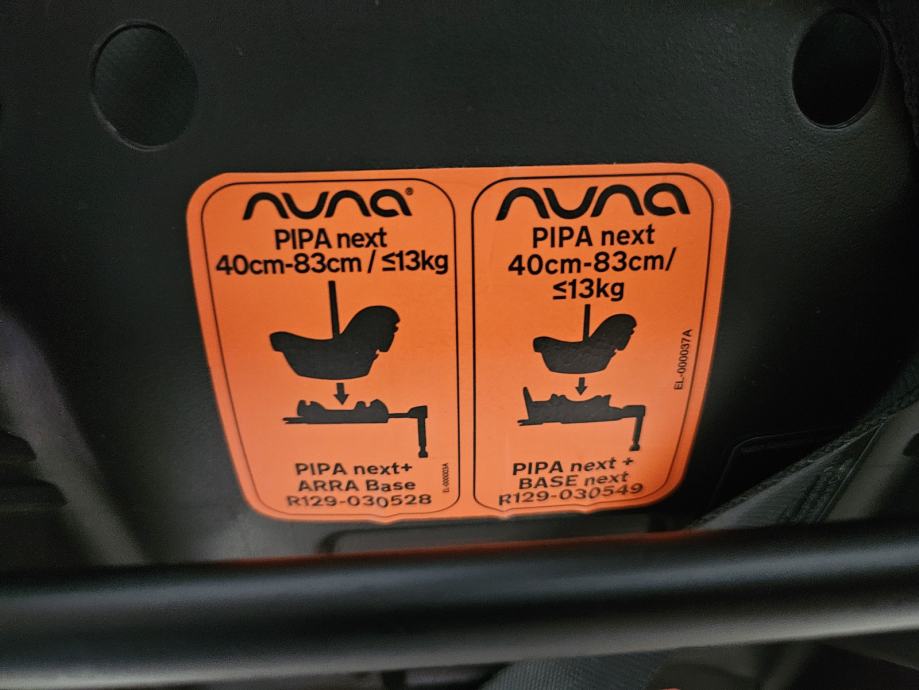 nuna®
PIPA next
40cm-83cm / ≤13kg
PIPA next+
ARRA Base
R129-030528
nuna
PIPA next
40cm-83cm/
≤13kg
EL-000037A
PIPA next +
BASE next
R129-030549